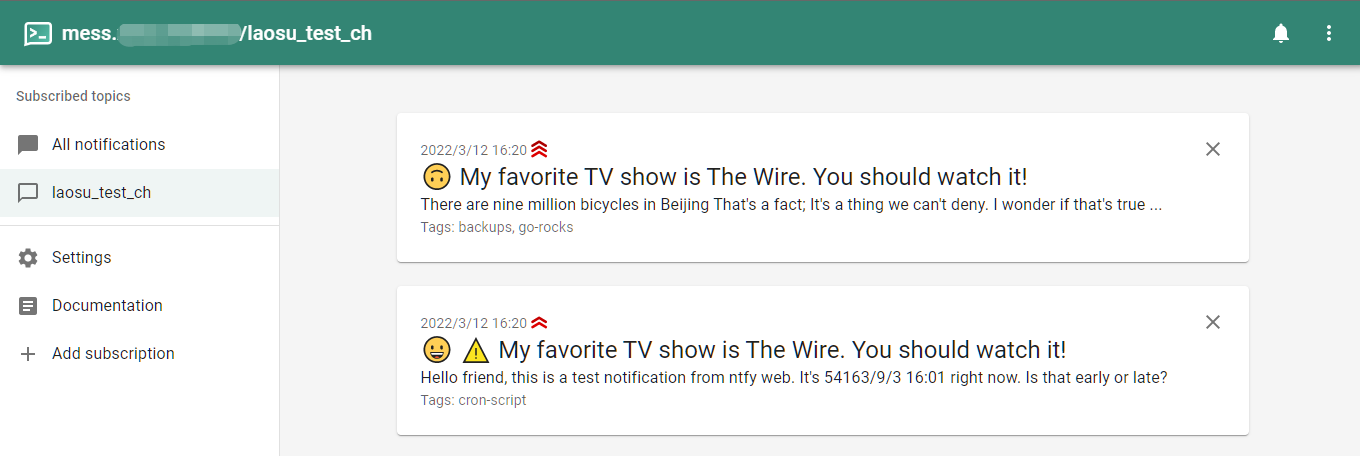 mess. /laosu_test_ch
Subscribed topics
All notifications
laosu_test_ch
Settings
Documentation
Add subscription
2022/3/12 16:20
🙃 My favorite TV show is The Wire. You should watch it!
There are nine million bicycles in Beijing That's a fact; It's a thing we can't deny. I wonder if that's true ...
Tags: backups, go-rocks
2022/3/12 16:20
😀 ⚠️ My favorite TV show is The Wire. You should watch it!
Hello friend, this is a test notification from ntfy web. It's 54163/9/3 16:01 right now. Is that early or late?
Tags: cron-script